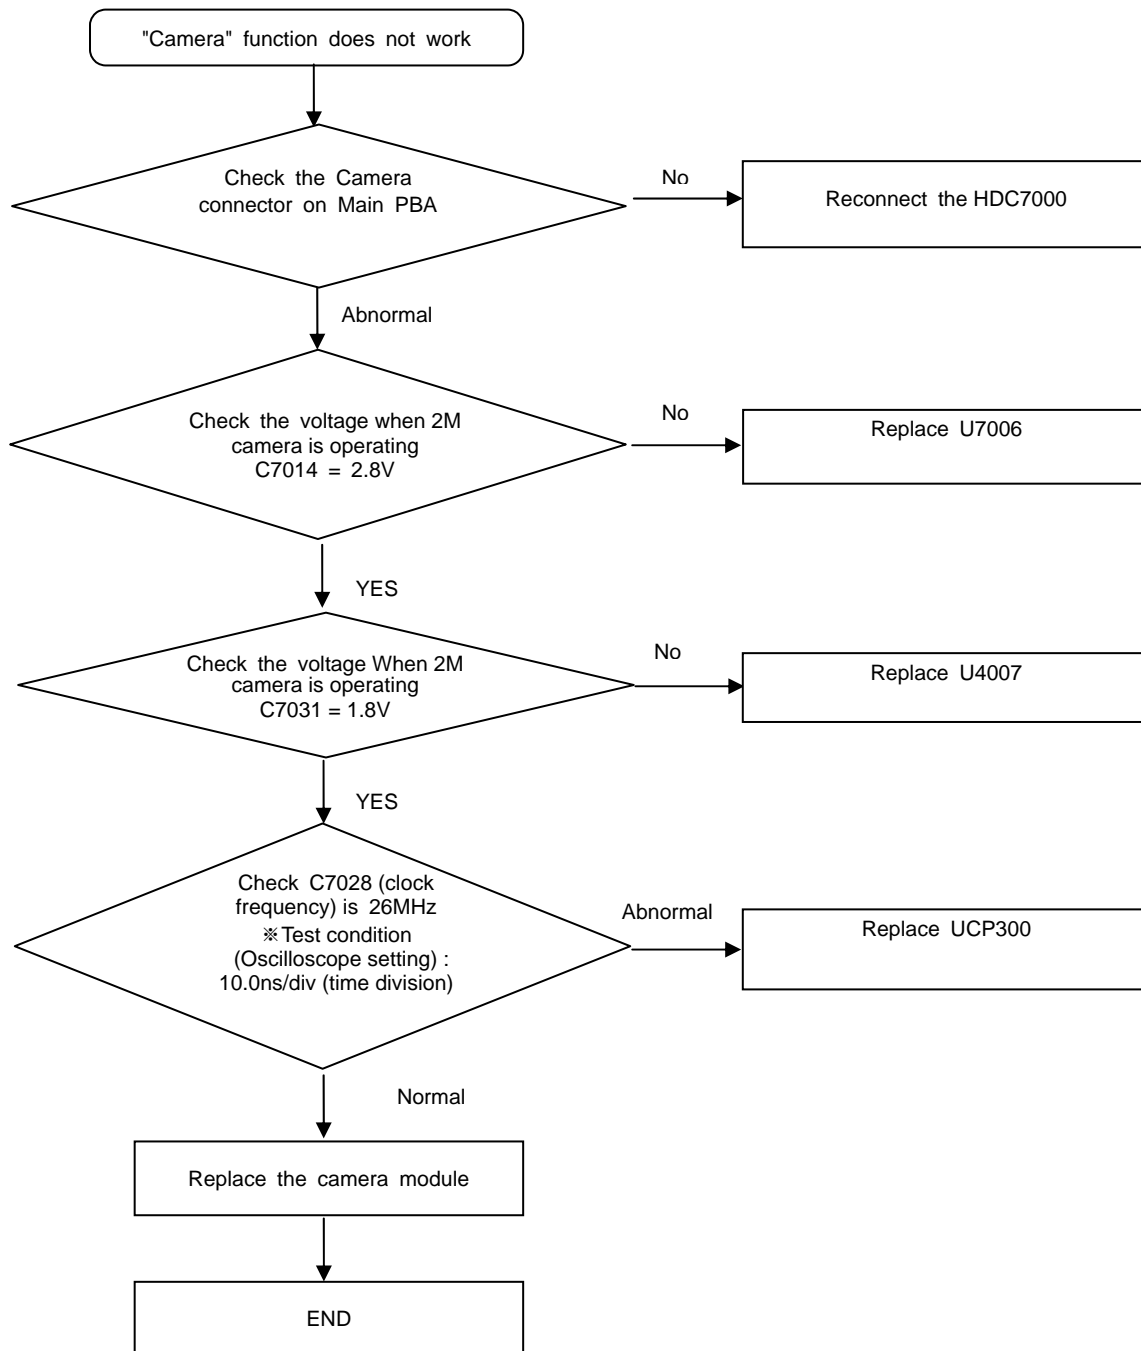 "Camera" function does not work
Check the Camera
connector on Main PBA
No
Reconnect the HDC7000
Abnormal
Check the voltage when 2M
camera is operating
C7014 = 2.8V
No
Replace U7006
YES
Check the voltage When 2M
camera is operating
C7031 = 1.8V
No
Replace U4007
YES
Check C7028 (clock
frequency) is 26MHz
※Test condition
(Oscilloscope setting) :
10.0ns/div (time division)
Abnormal
Replace UCP300
Normal
Replace the camera module
END